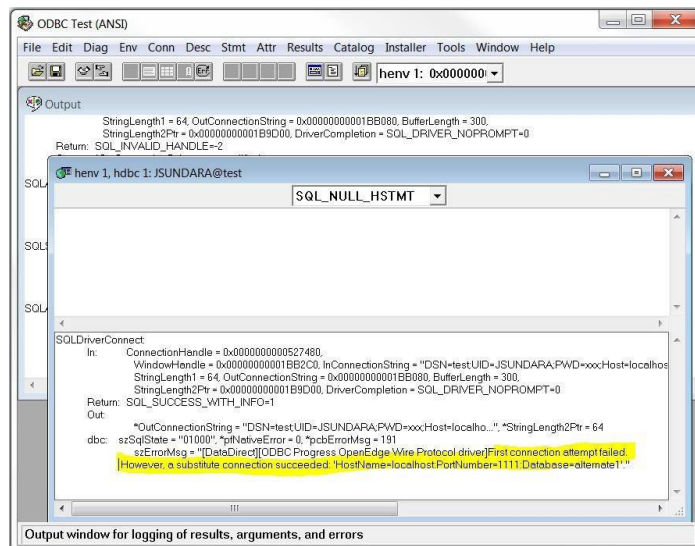 ODBC Test (ANSI)
File Edit Diag Env Conn Desc Stmt Attr Results Catalog Installer Tools Window Help
henv 1: 0x000000
Output
StringLength1 = 64, OutConnectionString = 0x00000000001BB080, BufferLength = 300,
StringLength2Ptr = 0x00000000001B9D00, DriverCompletion = SQL_DRIVER_NOPROMPT=0
Return: SQL_INVALID_HANDLE=-2
henv 1, hdbc 1: JSUNDARA@test
SQL_NULL_HSTMT
SQLDriverConnect:
In: ConnectionHandle = 0x0000000000527480,
WindowHandle = 0x00000000001BB2C0, InConnectionString = "DSN=test;UID=JSUNDARA;PWD=xxx;Host=localhos
StringLength1 = 64, OutConnectionString = 0x00000000001BB080, BufferLength = 300,
StringLength2Ptr = 0x00000000001B9D00, DriverCompletion = SQL_DRIVER_NOPROMPT=0
Return: SQL_SUCCESS_WITH_INFO=1
Out:
*OutConnectionString = "DSN=test;UID=JSUNDARA;PWD=xxx;Host=localho...", *StringLength2Ptr = 64
dbc: szSqlState = "01000", *pfNativeError = 0, *pcbErrorMsg = 191
szErrorMsg = "[DataDirect][ODBC Progress OpenEdge Wire Protocol driver]First connection attempt failed.
However, a substitute connection succeeded: 'HostName=localhost:PortNumber=1111:Database=alternate1'."
Output window for logging of results, arguments, and errors